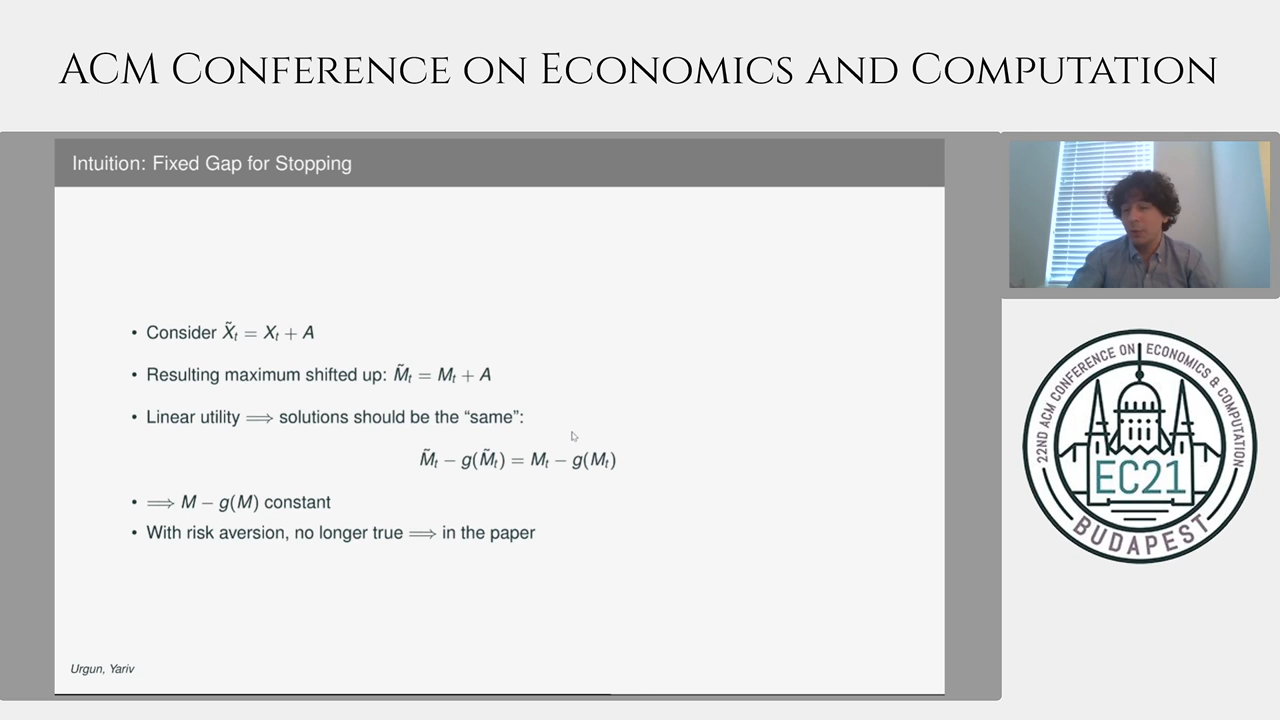 ACM Conference on Economics and Computation
Intuition: Fixed Gap for Stopping
• Consider X̃ₜ = Xₜ + A
• Resulting maximum shifted up: M̃ₜ = Mₜ + A
• Linear utility ⟹ solutions should be the “same”:
M̃ₜ − g(M̃ₜ) = Mₜ − g(Mₜ)
• ⟹ M − g(M) constant
• With risk aversion, no longer true ⟹ in the paper
Urgun, Yariv
22ND ACM CONFERENCE ON ECONOMICS & COMPUTATION
EC21
BUDAPEST